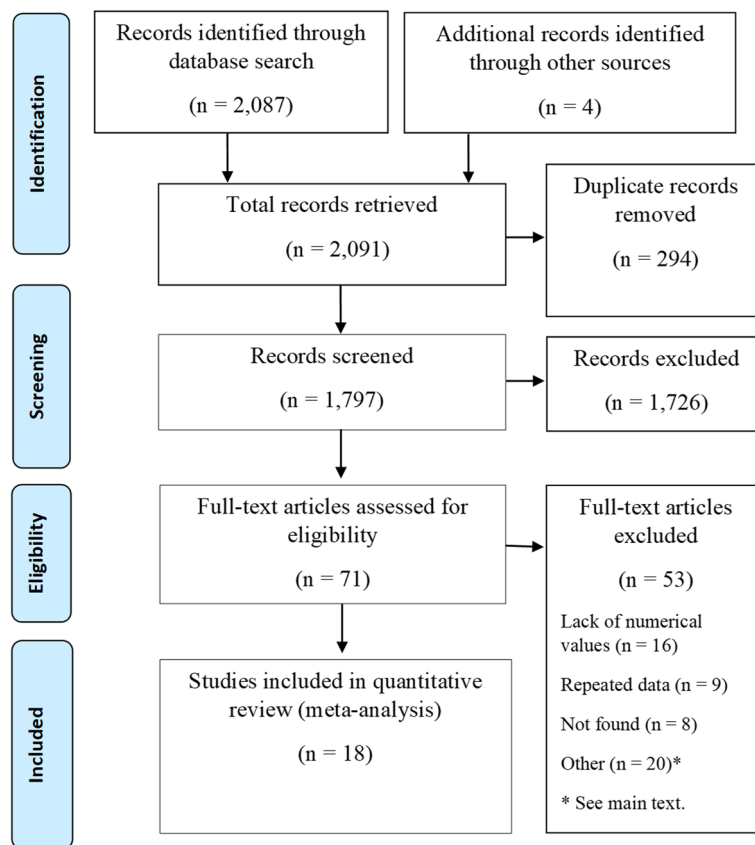 Identification
Records identified through
database search
(n = 2,087)
Additional records identified
through other sources
(n = 4)
Total records retrieved
(n = 2,091)
Duplicate records
removed
(n = 294)
Screening
Records screened
(n = 1,797)
Records excluded
(n = 1,726)
Eligibility
Full-text articles assessed for
eligibility
(n = 71)
Full-text articles
excluded
(n = 53)
Lack of numerical
values (n = 16)
Repeated data (n = 9)
Not found (n = 8)
Other (n = 20)*
* See main text.
Included
Studies included in quantitative
review (meta-analysis)
(n = 18)